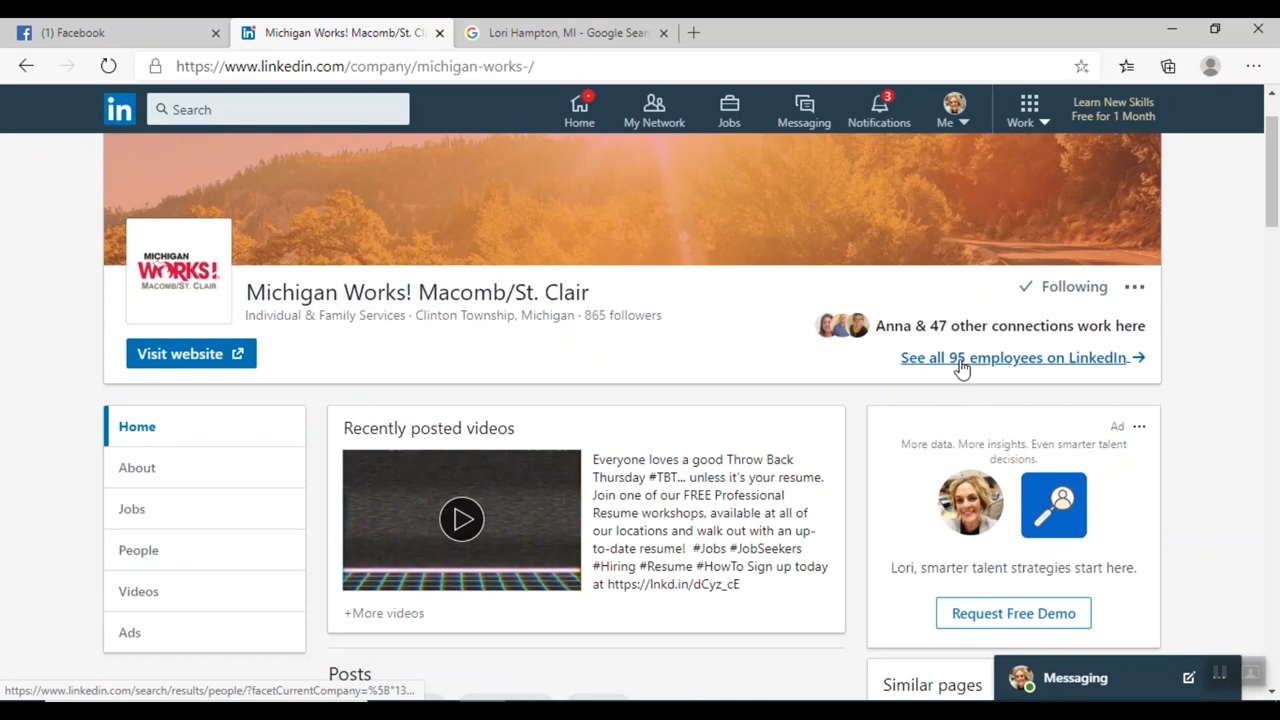 (1) Facebook
Michigan Works! Macomb/St. Cl
Lori Hampton, MI - Google Sear
https://www.linkedin.com/company/michigan-works-/
in
Search
Home
My Network
Jobs
Messaging
3
Notifications
Me
Work
Learn New Skills
Free for 1 Month
MICHIGAN
WORKS!
MACOMB/ST. CLAIR
Michigan Works! Macomb/St. Clair
Individual & Family Services · Clinton Township, Michigan · 865 followers
Visit website
Following
Anna & 47 other connections work here
See all 95 employees on LinkedIn
Home
About
Jobs
People
Videos
Ads
Recently posted videos
Everyone loves a good Throw Back
Thursday #TBT... unless it's your resume.
Join one of our FREE Professional
Resume workshops, available at all of
our locations and walk out with an up-
to-date resume! #Jobs #JobSeekers
#Hiring #Resume #HowTo Sign up today
at https://lnkd.in/dCyz_cE
+More videos
Posts
Ad
More data. More insights. Even smarter talent
decisions.
Lori, smarter talent strategies start here.
Request Free Demo
Similar pages
Messaging
https://www.linkedin.com/search/results/people/?facetCurrentCompany=%5B"13...